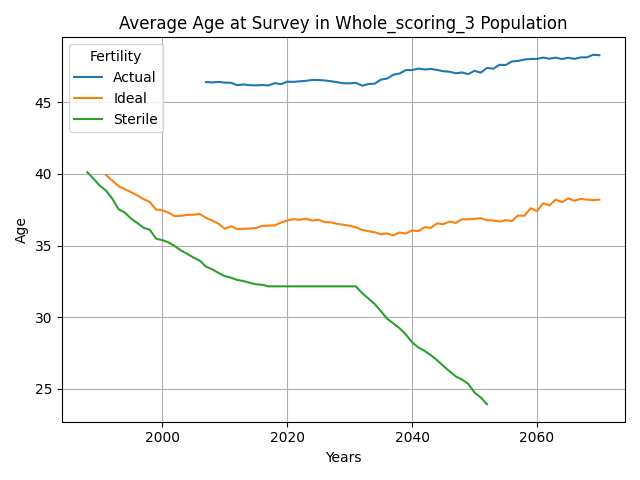 Average Age at Survey in Whole_scoring_3 Population
Fertility
Actual
Ideal
Sterile
Age
45
40
35
30
25
2000
2020
2040
2060
Years